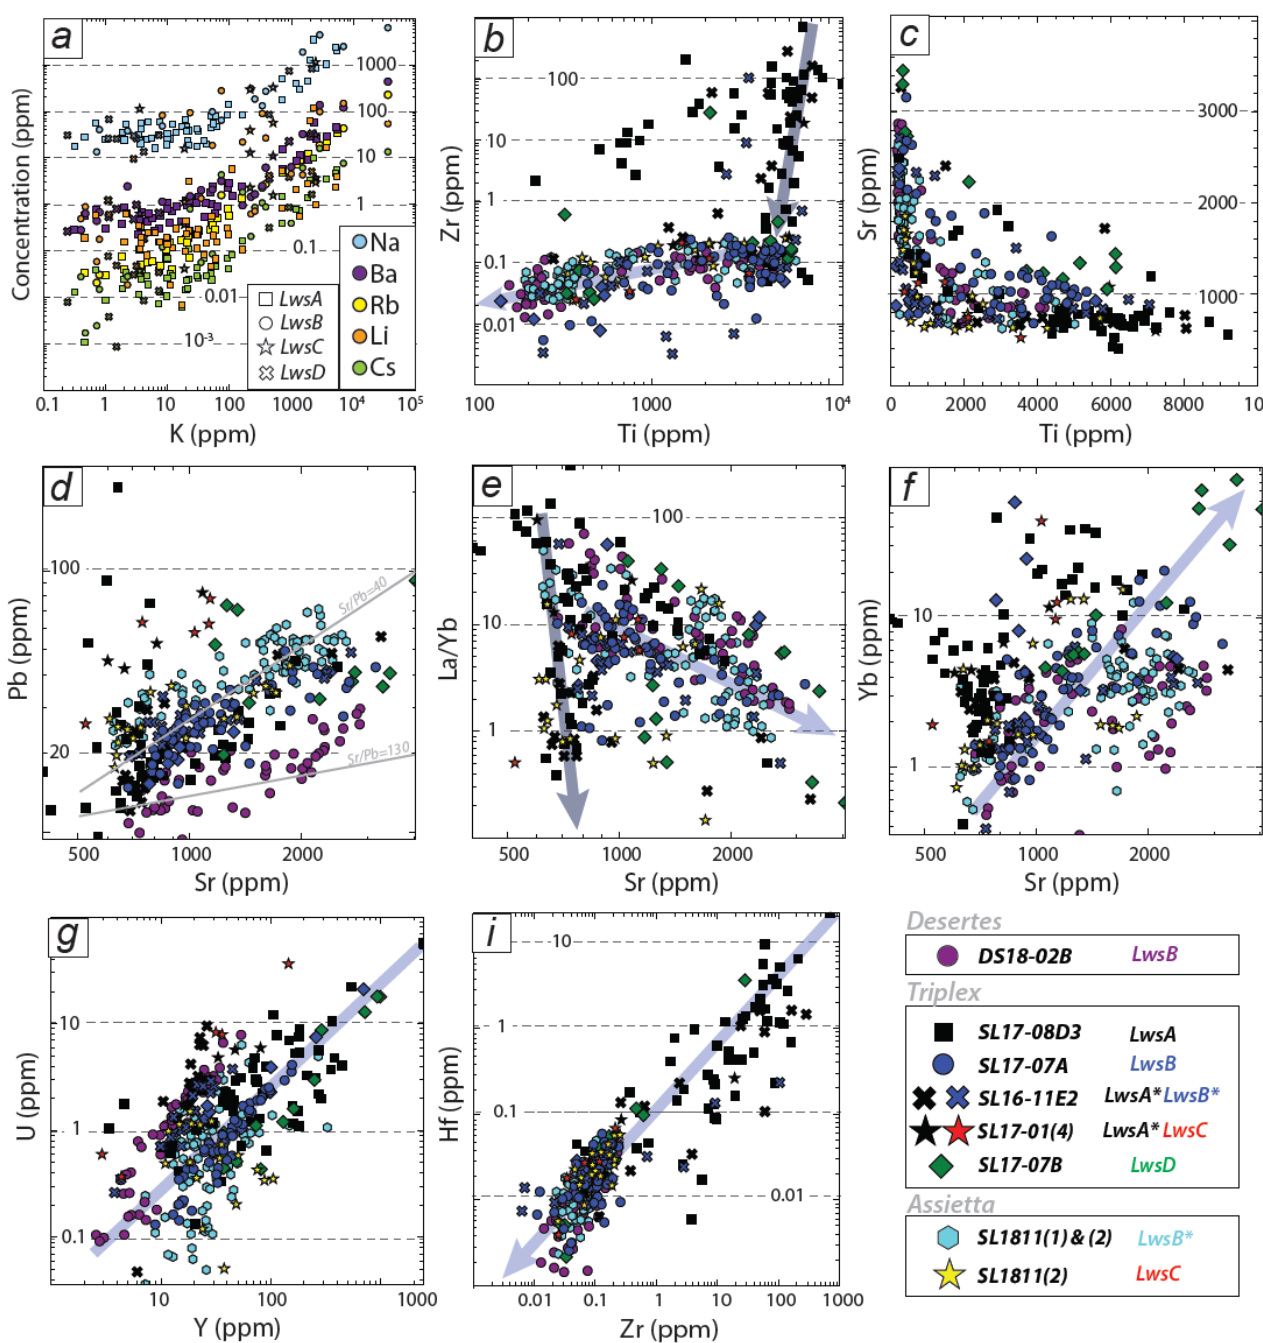 a
Concentration (ppm)
1000
100
10
1
0.1
0.01
10⁻³
LwsA
LwsB
LwsC
LwsD
Na
Ba
Rb
Li
Cs
0.1 1 10 100 1000 10⁴ 10⁵
K (ppm)
b
Zr (ppm)
100
10
1
0.1
0.01
100 1000 10⁴
Ti (ppm)
c
Sr (ppm)
3000
2000
1000
0 2000 4000 6000 8000 10
Ti (ppm)
d
Pb (ppm)
100
20
Sr/Pb=40
Sr/Pb=130
500 1000 2000
Sr (ppm)
e
La/Yb
100
10
1
500 1000 2000
Sr (ppm)
f
Yb (ppm)
10
1
500 1000 2000
Sr (ppm)
g
U (ppm)
10
1
0.1
10 100 1000
Y (ppm)
i
Hf (ppm)
10
1
0.1
0.01
0.01 0.1 1 10 100 1000
Zr (ppm)
Desertes
DS18-02B LwsB
Triplex
SL17-08D3 LwsA
SL17-07A LwsB
SL16-11E2 LwsA* LwsB*
SL17-01(4) LwsA* LwsC
SL17-07B LwsD
Assietta
SL1811(1) & (2) LwsB*
SL1811(2) LwsC